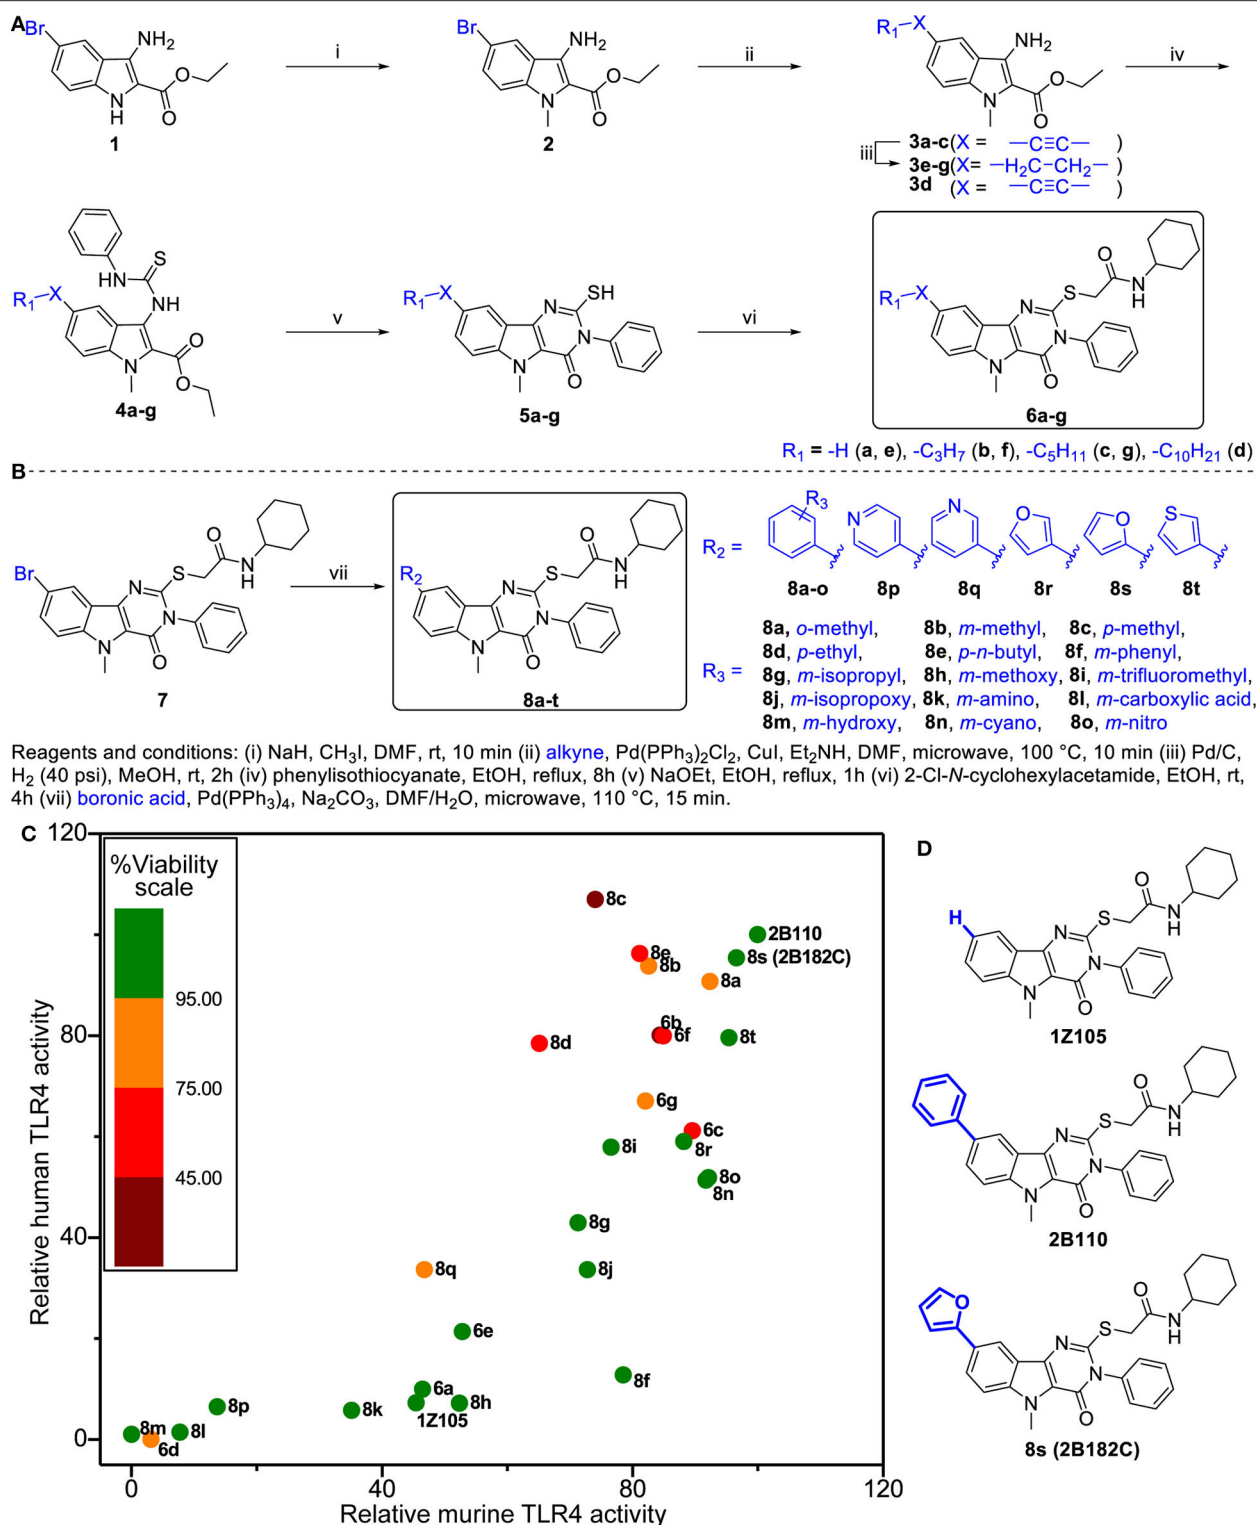 A
Br
NH2
N
H
O
O
1
i
Br
NH2
N
O
O
2
ii
R1
X
NH2
N
O
O
iv
3a-c(X = —C≡C— )
iii
3e-g(X= —H2C−CH2— )
3d (X = —C≡C— )
HN
S
NH
R1
X
N
O
O
4a-g
v
R1
X
N
SH
N
N
O
5a-g
vi
R1
X
N
S
O
N
H
N
N
O
6a-g
R1 = -H (a, e), -C3H7 (b, f), -C5H11 (c, g), -C10H21 (d)
B
Br
N
S
O
N
H
N
N
O
7
vii
R2
N
S
O
N
H
N
N
O
8a-t
R2 =
R3
N
N
O
O
S
8a-o 8p 8q 8r 8s 8t
8a, o-methyl, 8b, m-methyl, 8c, p-methyl,
8d, p-ethyl, 8e, p-n-butyl, 8f, m-phenyl,
R3 = 8g, m-isopropyl, 8h, m-methoxy, 8i, m-trifluoromethyl,
8j, m-isopropoxy, 8k, m-amino, 8l, m-carboxylic acid,
8m, m-hydroxy, 8n, m-cyano, 8o, m-nitro
Reagents and conditions: (i) NaH, CH3I, DMF, rt, 10 min (ii) alkyne, Pd(PPh3)2Cl2, CuI, Et2NH, DMF, microwave, 100 °C, 10 min (iii) Pd/C,
H2 (40 psi), MeOH, rt, 2h (iv) phenylisothiocyanate, EtOH, reflux, 8h (v) NaOEt, EtOH, reflux, 1h (vi) 2-Cl-N-cyclohexylacetamide, EtOH, rt,
4h (vii) boronic acid, Pd(PPh3)4, Na2CO3, DMF/H2O, microwave, 110 °C, 15 min.
C
120
80
40
0
Relative human TLR4 activity
%Viability
scale
95.00
75.00
45.00
8c
2B110
8e
8b
8s (2B182C)
8a
6b
6f
8t
8d
6g
6c
8r
8i
8o
8n
8g
8q
8j
6e
8f
6a
1Z105
8h
8k
8p
8m
6d
8l
0 40 80 120
Relative murine TLR4 activity
D
H
N
S
O
N
H
N
N
O
1Z105
N
S
O
N
H
N
N
O
2B110
O
N
S
O
N
H
N
N
O
8s (2B182C)